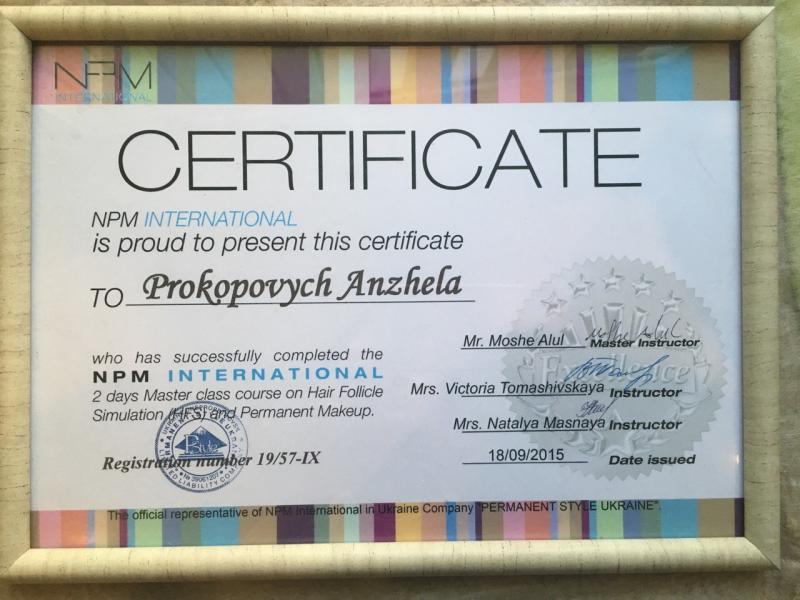 NPM
INTERNATIONAL
CERTIFICATE
NPM INTERNATIONAL
is proud to present this certificate
TO Prokopovych Anzhela
who has successfully completed the
NPM INTERNATIONAL
2 days Master class course on Hair Follicle
Simulation (HFS) and Permanent Makeup.
Registration number 19/57-IX
Mr. Moshe Alul Master Instructor
Mrs. Victoria Tomashivskaya Instructor
Mrs. Natalya Masnaya Instructor
18/09/2015 Date issued
Excellence
The official representative of NPM International in Ukraine Company "PERMANENT STYLE UKRAINE".